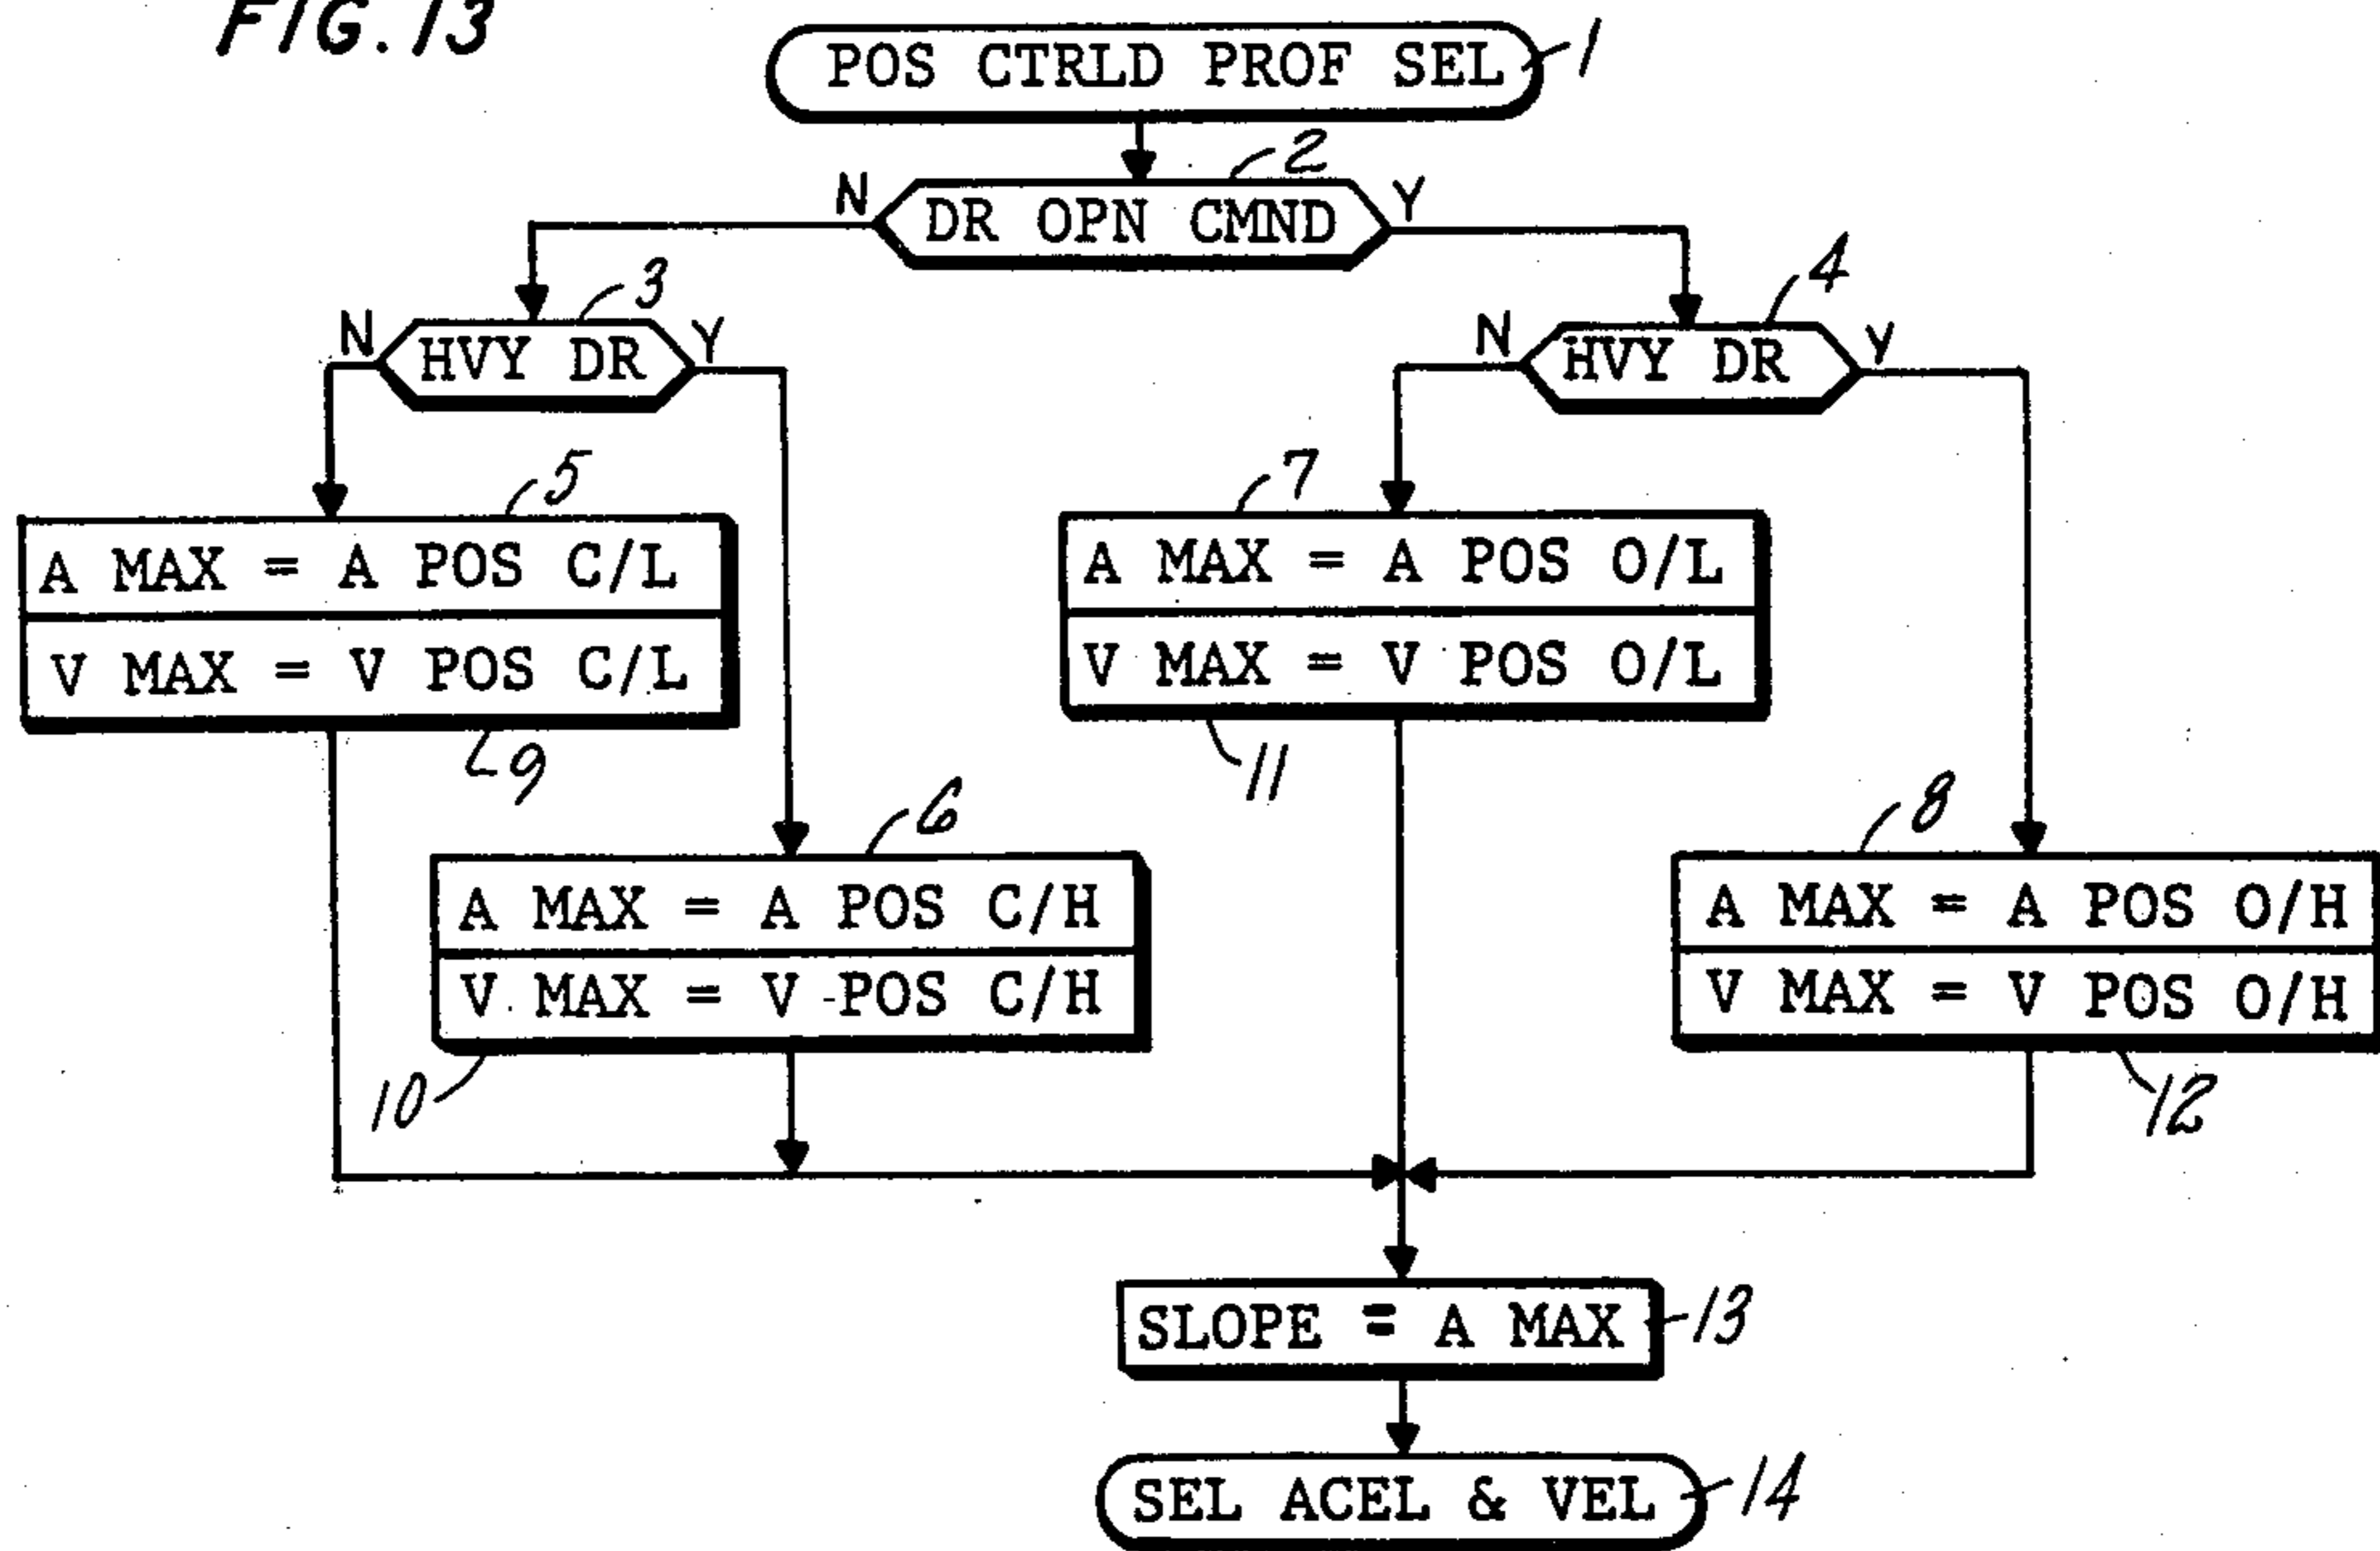 FIG. 13
POS CTRLD PROF SEL
1
2
N
DR OPN CMND
Y
3
N
HVY DR
Y
4
N
HVY DR
Y
5
A MAX = A POS C/L
V MAX = V POS C/L
9
7
A MAX = A POS O/L
V MAX = V POS O/L
11
6
A MAX = A POS C/H
V MAX = V POS C/H
10
8
A MAX = A POS O/H
V MAX = V POS O/H
12
SLOPE = A MAX
13
SEL ACEL & VEL
14